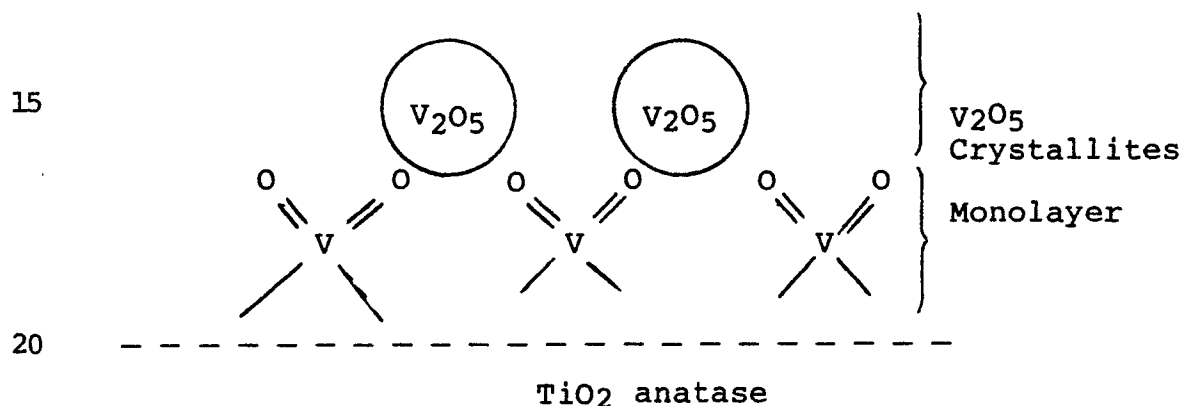 15 V₂O₅ V₂O₅ V₂O₅
Crystallites
O O O O O O
Monolayer
V V V
20
TiO₂ anatase